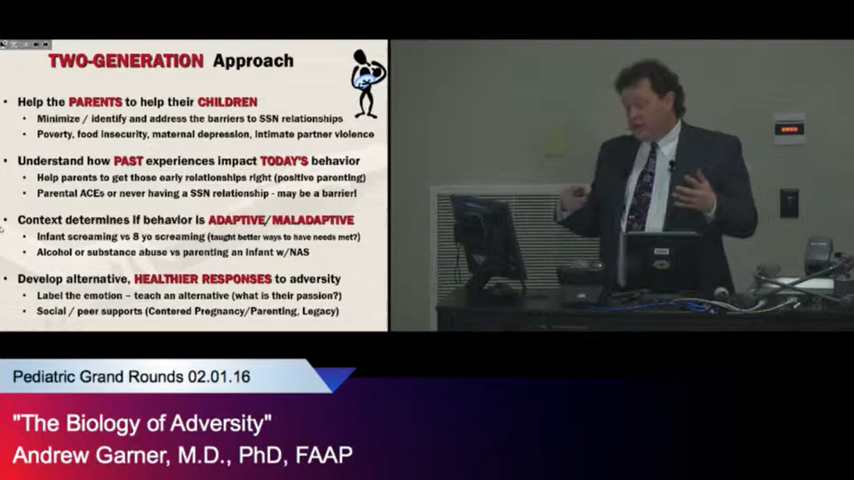 TWO-GENERATION Approach
• Help the PARENTS to help their CHILDREN
• Minimize / identify and address the barriers to SSN relationships
• Poverty, food insecurity, maternal depression, intimate partner violence
• Understand how PAST experiences impact TODAY'S behavior
• Help parents to get those early relationships right (positive parenting)
• Parental ACEs or never having a SSN relationship - may be a barrier!
• Context determines if behavior is ADAPTIVE/MALADAPTIVE
• Infant screaming vs 8 yo screaming (taught better ways to have needs met?)
• Alcohol or substance abuse vs parenting an infant w/NAS
• Develop alternative, HEALTHIER RESPONSES to adversity
• Label the emotion – teach an alternative (what is their passion?)
• Social / peer supports (Centered Pregnancy/Parenting, Legacy)
Pediatric Grand Rounds 02.01.16
"The Biology of Adversity"
Andrew Garner, M.D., PhD, FAAP